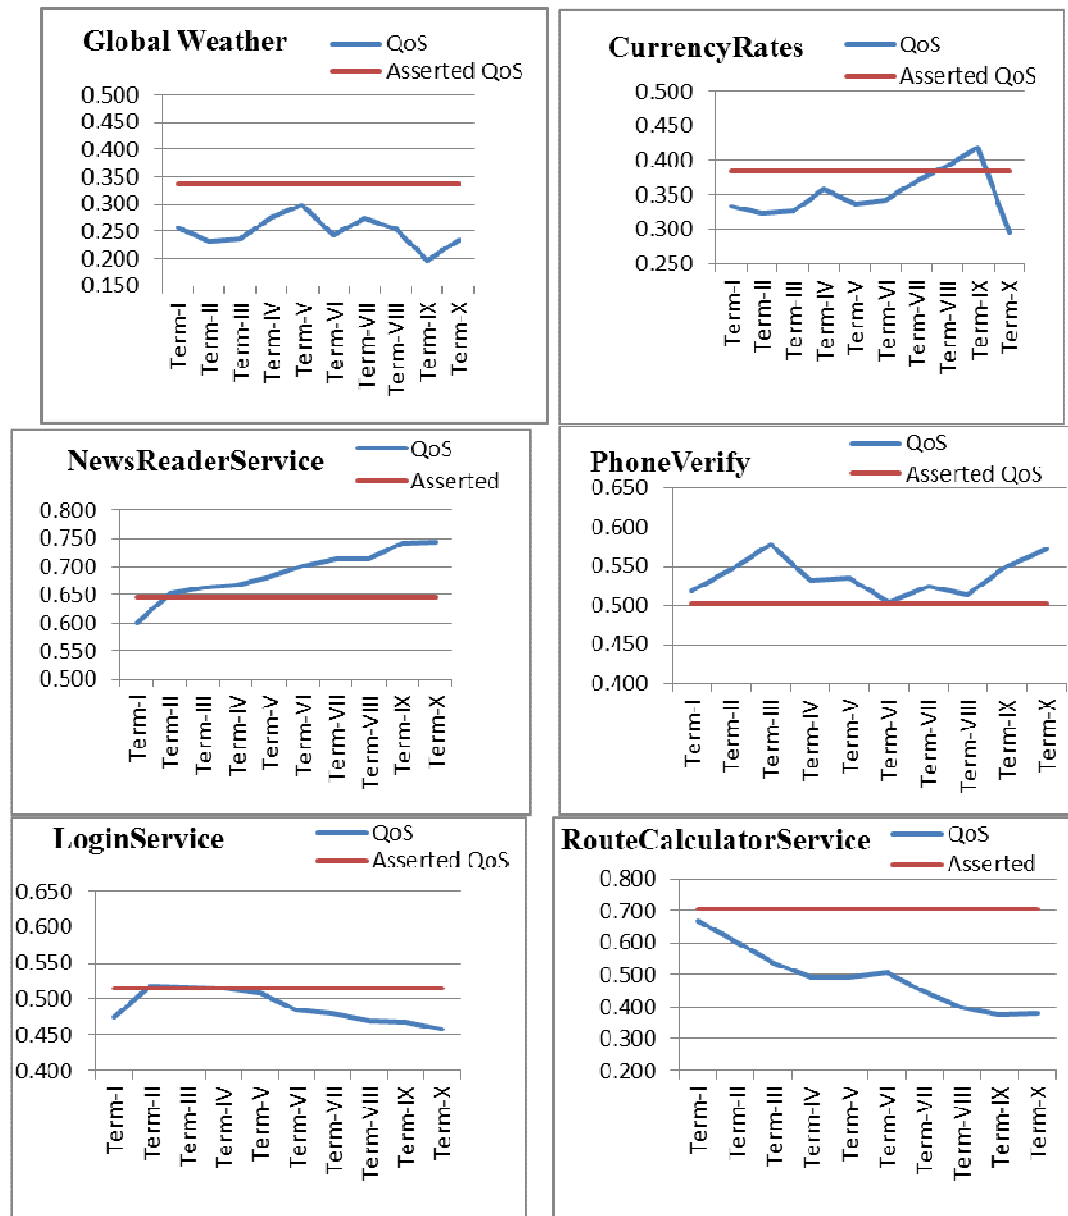 Global Weather
QoS
Asserted QoS
0.500
0.450
0.400
0.350
0.300
0.250
0.200
0.150
Term-I
Term-II
Term-III
Term-IV
Term-V
Term-VI
Term-VII
Term-VIII
Term-IX
Term-X
CurrencyRates
QoS
Asserted QoS
0.500
0.450
0.400
0.350
0.300
0.250
Term-I
Term-II
Term-III
Term-IV
Term-V
Term-VI
Term-VII
Term-VIII
Term-IX
Term-X
NewsReaderService
QoS
Asserted
0.800
0.750
0.700
0.650
0.600
0.550
0.500
Term-I
Term-II
Term-III
Term-IV
Term-V
Term-VI
Term-VII
Term-VIII
Term-IX
Term-X
PhoneVerify
QoS
Asserted QoS
0.650
0.600
0.550
0.500
0.450
0.400
Term-I
Term-II
Term-III
Term-IV
Term-V
Term-VI
Term-VII
Term-VIII
Term-IX
Term-X
LoginService
QoS
Asserted QoS
0.650
0.600
0.550
0.500
0.450
0.400
Term-I
Term-II
Term-III
Term-IV
Term-V
Term-VI
Term-VII
Term-VIII
Term-IX
Term-X
RouteCalculatorService
QoS
Asserted
0.800
0.700
0.600
0.500
0.400
0.300
0.200
Term-I
Term-II
Term-III
Term-IV
Term-V
Term-VI
Term-VII
Term-VIII
Term-IX
Term-X